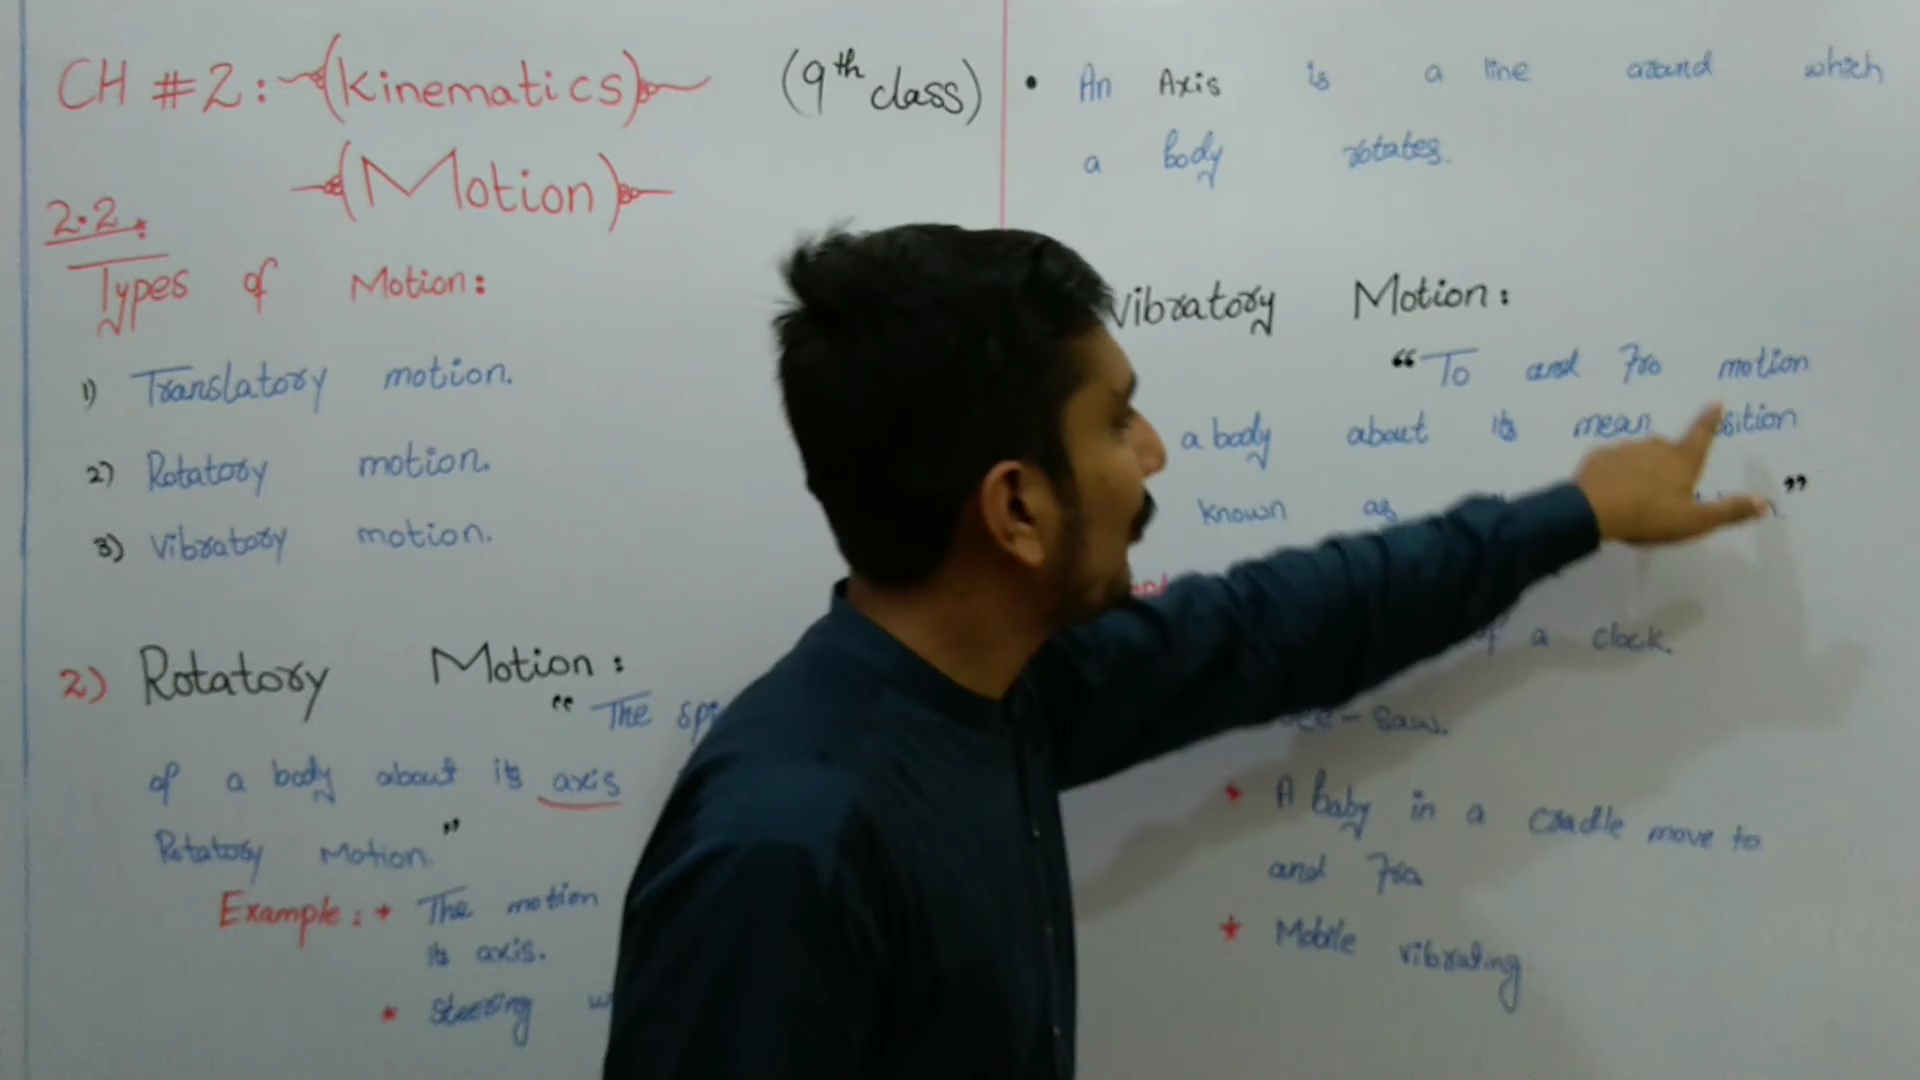 CH #2: (Kinematics) (9th class)
(Motion)
2.2.
Types of Motion:
1) Translatory motion.
2) Rotatory motion.
3) Vibratory motion.
2) Rotatory Motion:
“ The
of a body about its axis
Rotatory Motion.”
Example: * The motion
its axis.
* Steering
• An Axis is a line around which
a body rotates.
Vibratory Motion:
“ To and Fro motion
a body about its mean
known as ”
of a clock.
saw.
* A baby in a cradle move to
and Fro
* Mobile vibrating